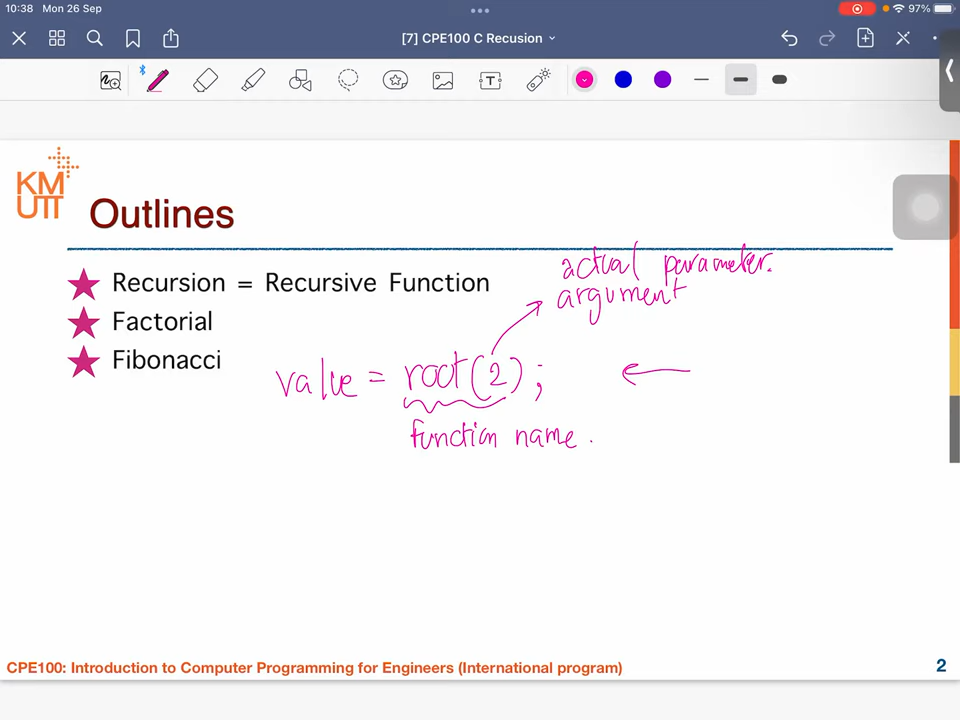 10:38 Mon 26 Sep
97%
[7] CPE100 C Recusion
T
KM
UTT
Outlines
Recursion = Recursive Function
Factorial
Fibonacci
actual parameter.
argument
value = root(2);
function name.
CPE100: Introduction to Computer Programming for Engineers (International program)
2